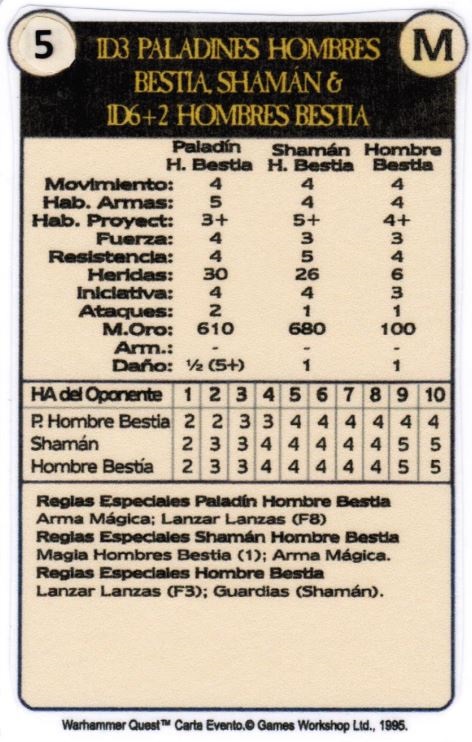 5
1D3 PALADINES HOMBRES
BESTIA, SHAMÁN &
1D6+2 HOMBRES BESTIA
M
Paladín Shamán Hombre
H. Bestia H. Bestia Bestia
Movimiento: 4 4 4
Hab. Armas: 5 4 4
Hab. Proyect: 3+ 5+ 4+
Fuerza: 4 3 3
Resistencia: 4 5 4
Heridas: 30 26 6
Iniciativa: 4 4 3
Ataques: 2 1 1
M.Oro: 610 680 100
Arm.: - - -
Daño: ½ (5+) 1 1
HA del Oponente 1 2 3 4 5 6 7 8 9 10
P. Hombre Bestia 2 2 3 3 4 4 4 4 4 4
Shamán 2 3 3 4 4 4 4 4 5 5
Hombre Bestia 2 3 3 4 4 4 4 4 5 5
Reglas Especiales Paladín Hombre Bestia
Arma Mágica; Lanzar Lanzas (F8)
Reglas Especiales Shamán Hombre Bestia
Magia Hombres Bestia (1); Arma Mágica.
Reglas Especiales Hombre Bestia
Lanzar Lanzas (F3); Guardias (Shamán).
Warhammer Quest™ Carta Evento.© Games Workshop Ltd., 1995.